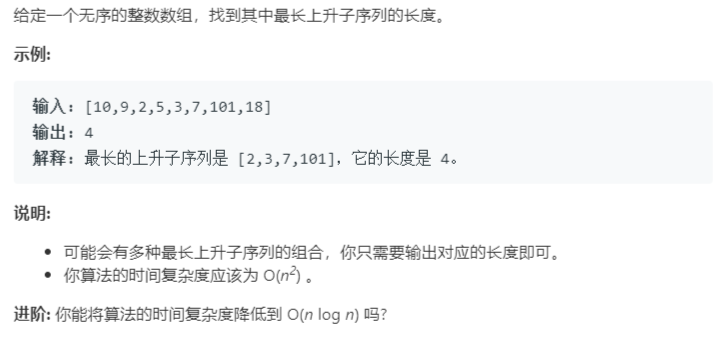 给定一个无序的整数数组，找到其中最长上升子序列的长度。
示例:
输入: [10,9,2,5,3,7,101,18]
输出: 4
解释: 最长的上升子序列是 [2,3,7,101]，它的长度是 4。
说明:
• 可能会有多种最长上升子序列的组合，你只需要输出对应的长度即可。
• 你算法的时间复杂度应该为 O(n²) 。
进阶: 你能将算法的时间复杂度降低到 O(n log n) 吗?